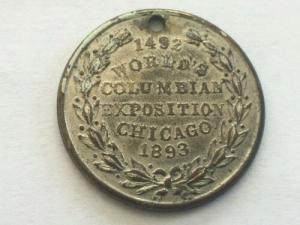 1492
WORLD'S
COLUMBIAN
EXPOSITION
CHICAGO
1893